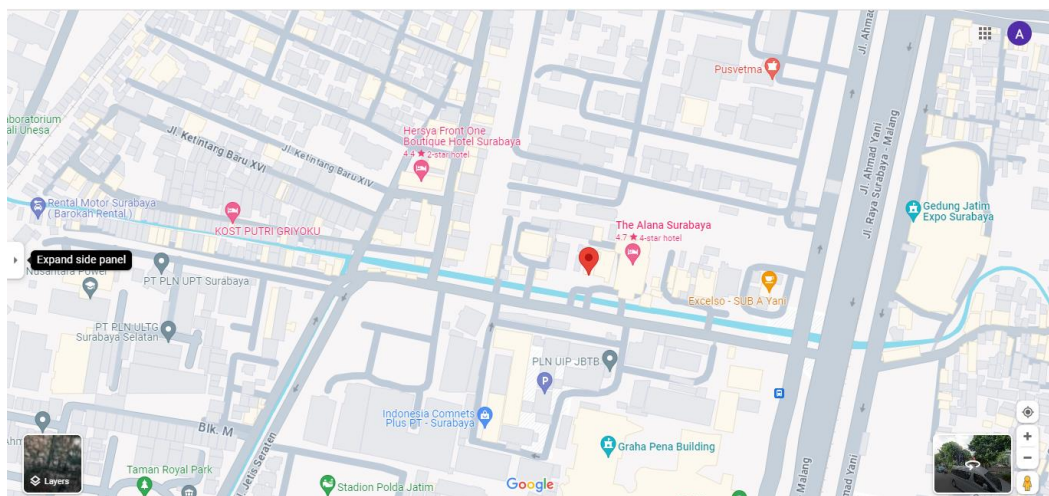 Pusvetma
A
Jl. Ahmad Yani
Jl. Ahmad
aboratorium
ali Unesa
Hersya Front One
Boutique Hotel Surabaya
4.4 ★ 2-star hotel
Jl. Ketintang Baru XVI
Jl. Ketintang Baru XIV
Jl. Ahmad Yani
Jl. Raya Surabaya - Malang
Rental Motor Surabaya
( Barokah Rental )
KOST PUTRI GRIYOKU
Gedung Jatim
Expo Surabaya
The Alana Surabaya
4.7 ★ 4-star hotel
Expand side panel
Nusantara Power
PT PLN UPT Surabaya
Excelso - SUB A Yani
PT PLN ULTG
Surabaya Selatan
PLN UIP JBTB
P
Indonesia Comnets
Plus PT - Surabaya
Blk. M
Graha Pena Building
Jl. Jetis Seraten
Taman Royal Park
Stadion Polda Jatim
Layers
Google
Malang
Yani